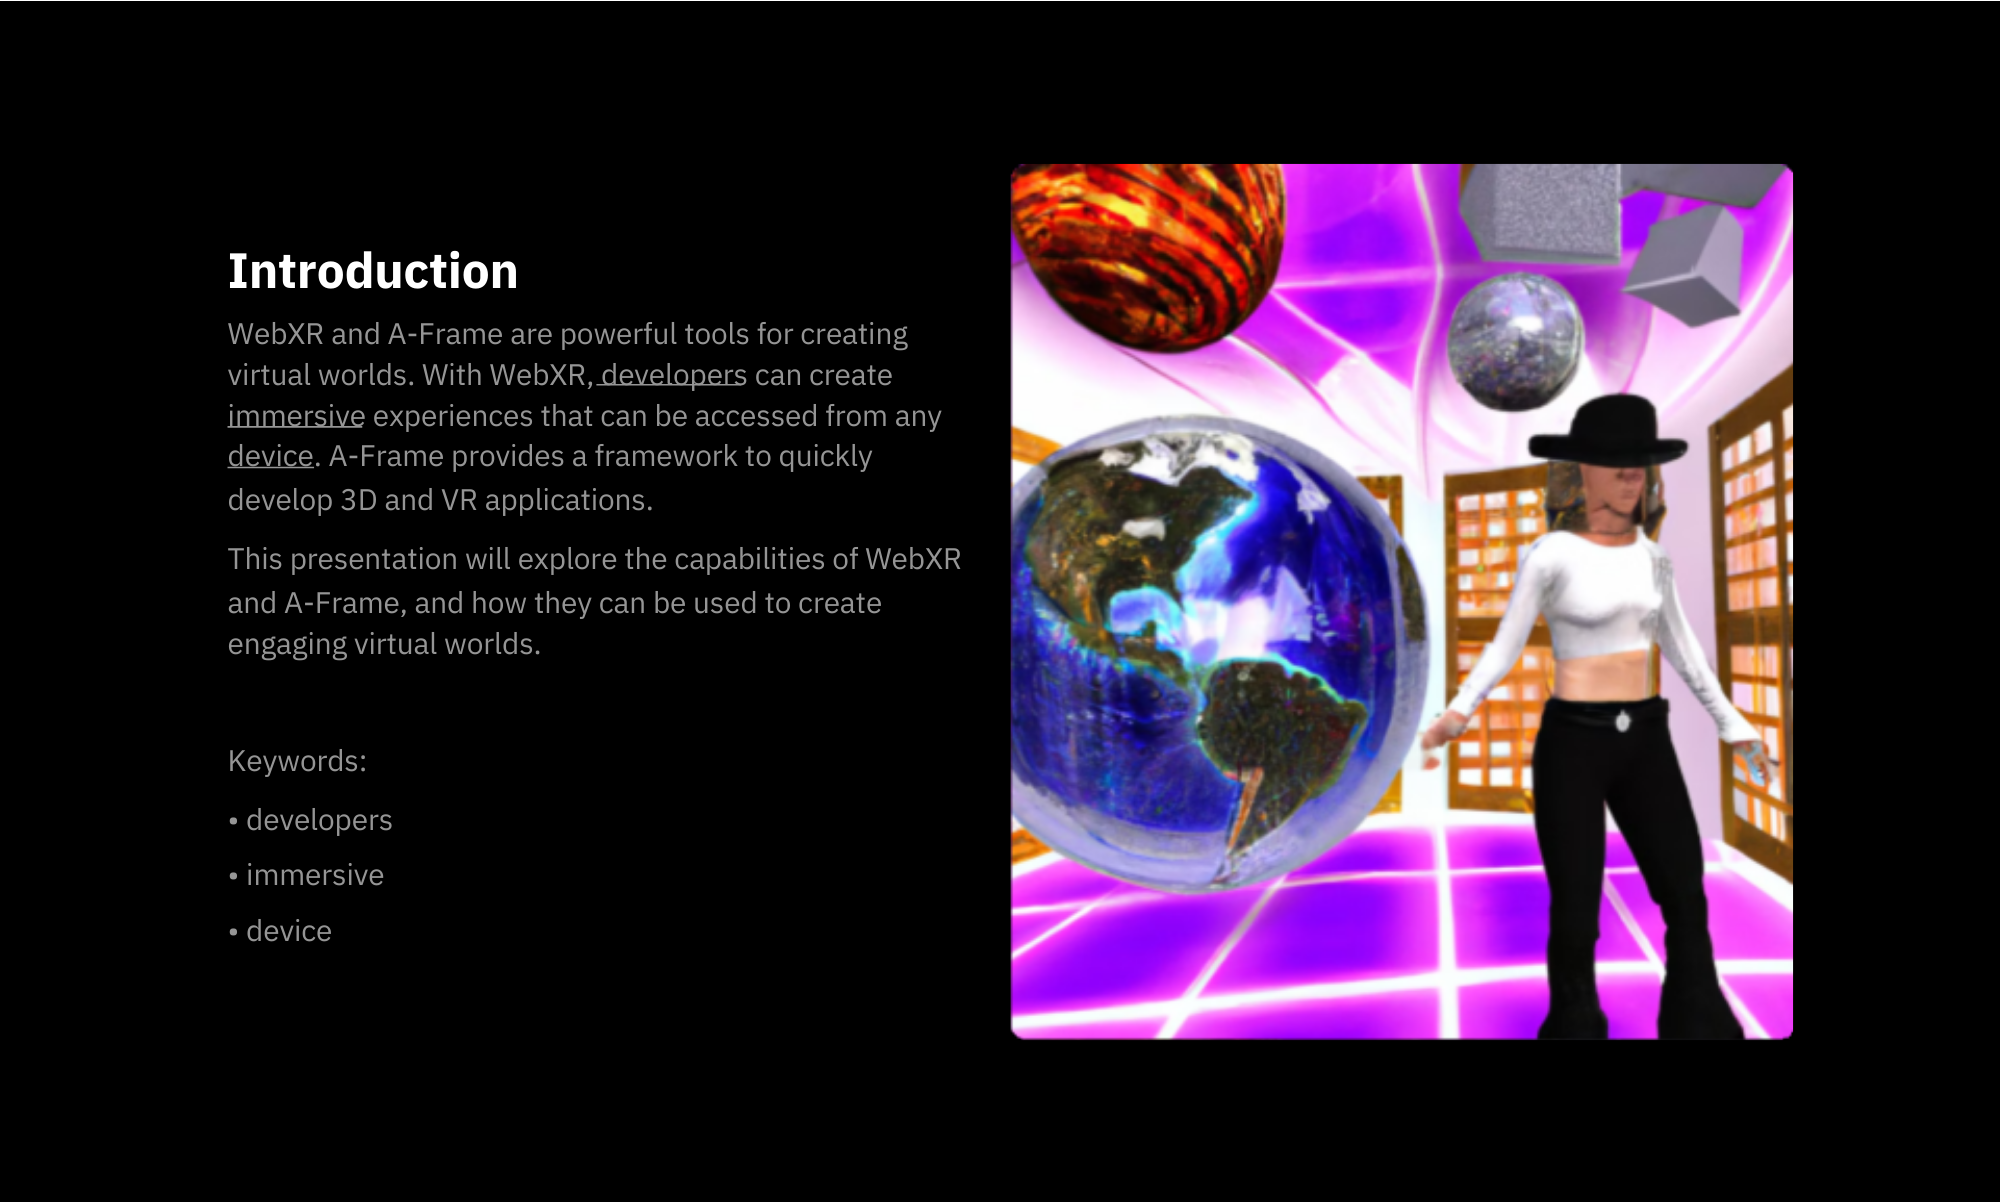 Introduction
WebXR and A-Frame are powerful tools for creating
virtual worlds. With WebXR, developers can create
immersive experiences that can be accessed from any
device. A-Frame provides a framework to quickly
develop 3D and VR applications.
This presentation will explore the capabilities of WebXR
and A-Frame, and how they can be used to create
engaging virtual worlds.
Keywords:
• developers
• immersive
• device